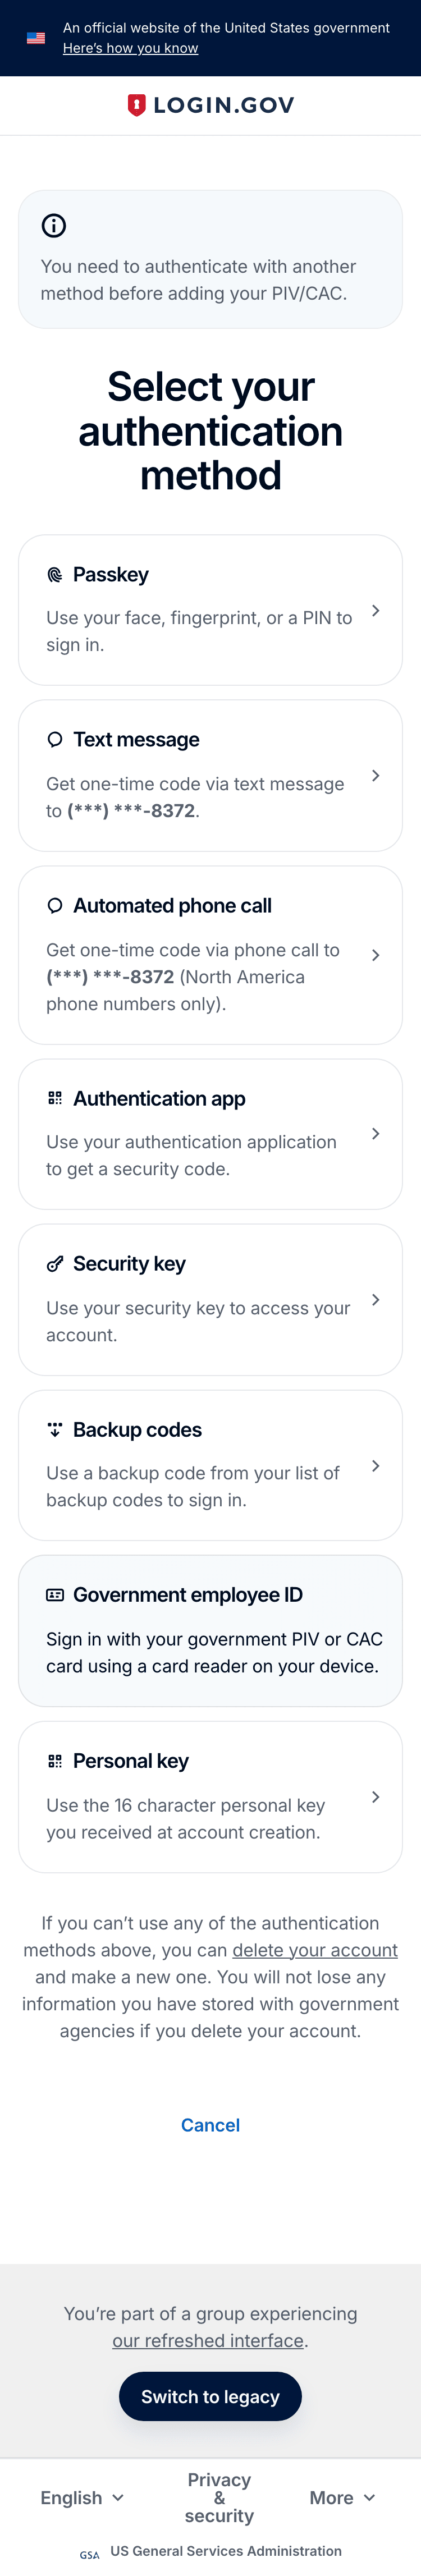 An official website of the United States government
Here’s how you know
LOGIN.GOV
You need to authenticate with another
method before adding your PIV/CAC.
Select your
authentication
method
Passkey
Use your face, fingerprint, or a PIN to
sign in.
Text message
Get one-time code via text message
to (***) ***-8372.
Automated phone call
Get one-time code via phone call to
(***) ***-8372 (North America
phone numbers only).
Authentication app
Use your authentication application
to get a security code.
Security key
Use your security key to access your
account.
Backup codes
Use a backup code from your list of
backup codes to sign in.
Government employee ID
Sign in with your government PIV or CAC
card using a card reader on your device.
Personal key
Use the 16 character personal key
you received at account creation.
If you can’t use any of the authentication
methods above, you can delete your account
and make a new one. You will not lose any
information you have stored with government
agencies if you delete your account.
Cancel
You’re part of a group experiencing
our refreshed interface.
Switch to legacy
English
Privacy
&
security
More
GSA US General Services Administration